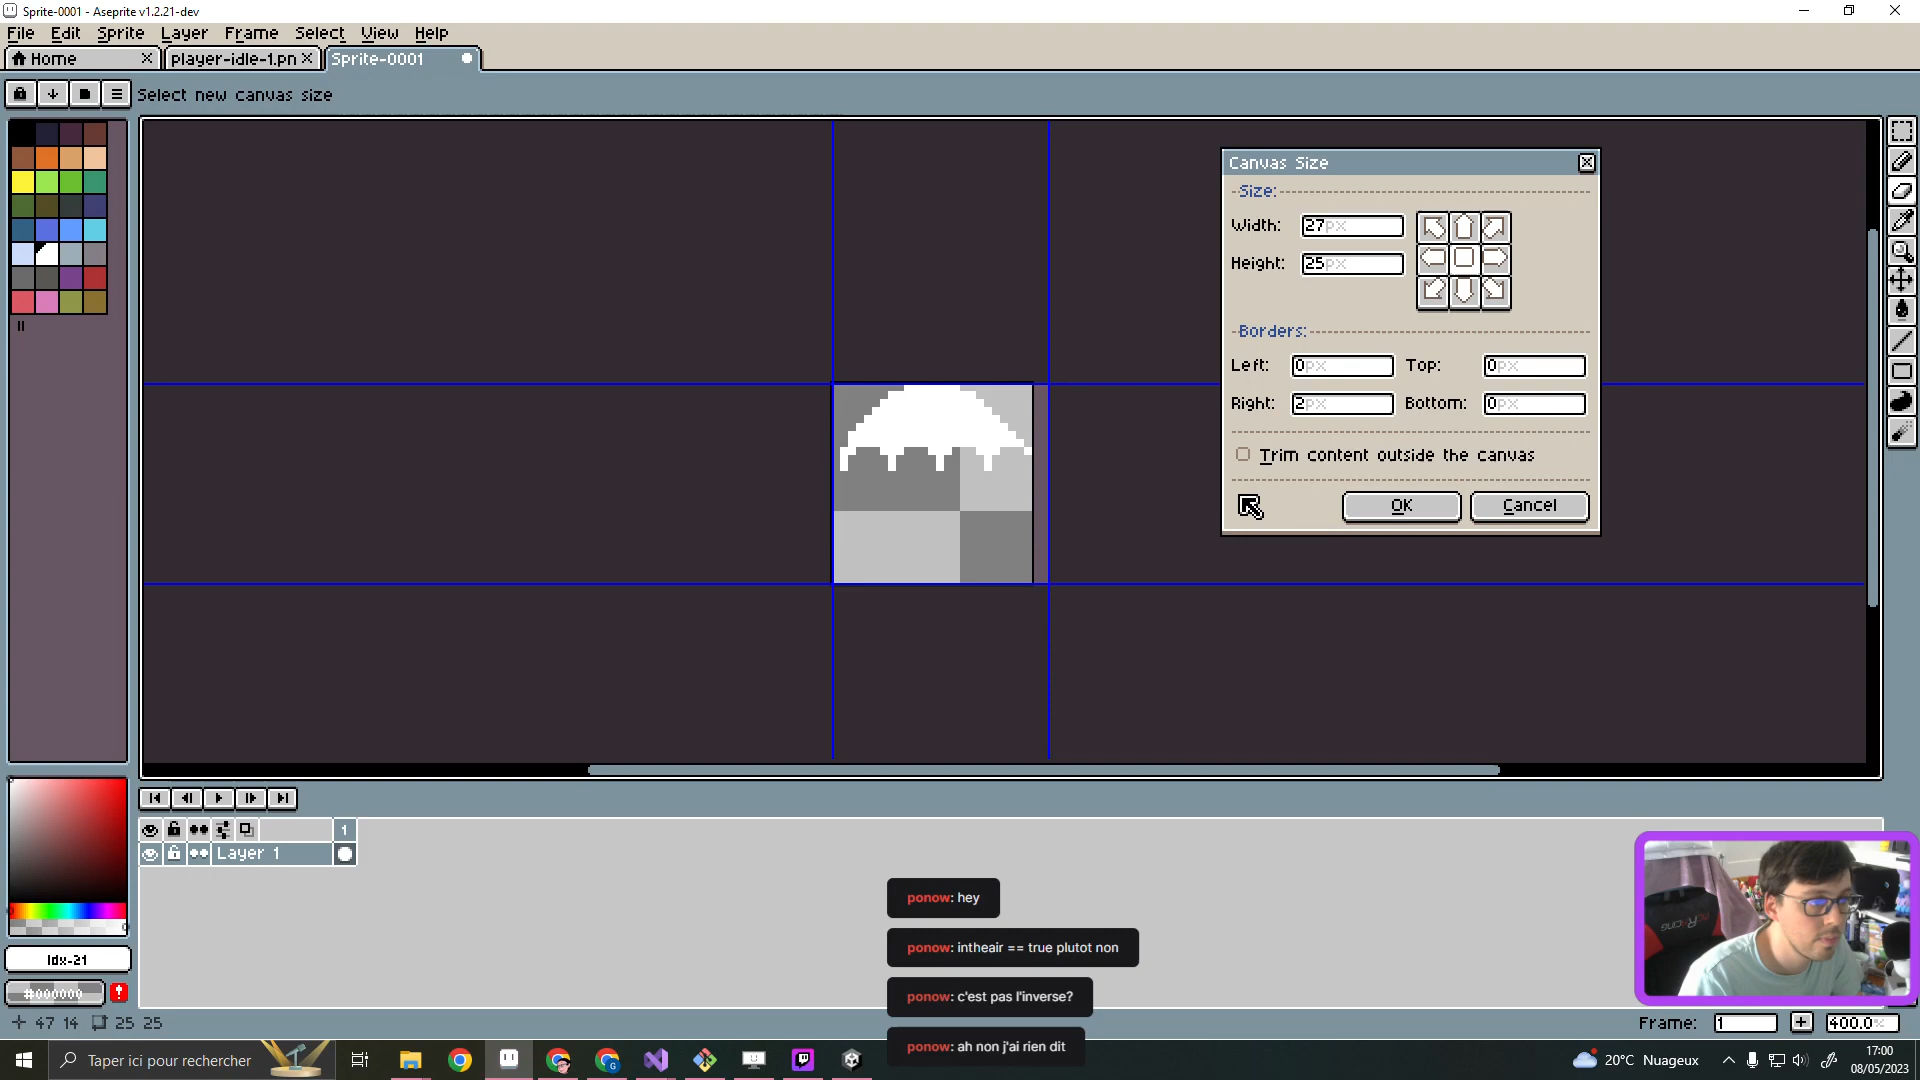 Sprite-0001 - Aseprite v1.2.21-dev
File Edit Sprite Layer Frame Select View Help
Home
player-idle-1.pn
Sprite-0001
Select new canvas size
Canvas Size
Size:
Width: 27px
Height: 25px
Borders:
Left: 0px Top: 0px
Right: 2px Bottom: 0px
Trim content outside the canvas
OK Cancel
1
Layer 1
ponow: hey
ponow: intheair == true plutot non
ponow: c'est pas l'inverse?
ponow: ah non j'ai rien dit
Idx-21
#000000
47 14 25 25
Frame: 1 400.0%
Taper ici pour rechercher
20°C Nuageux
17:00
08/05/2023